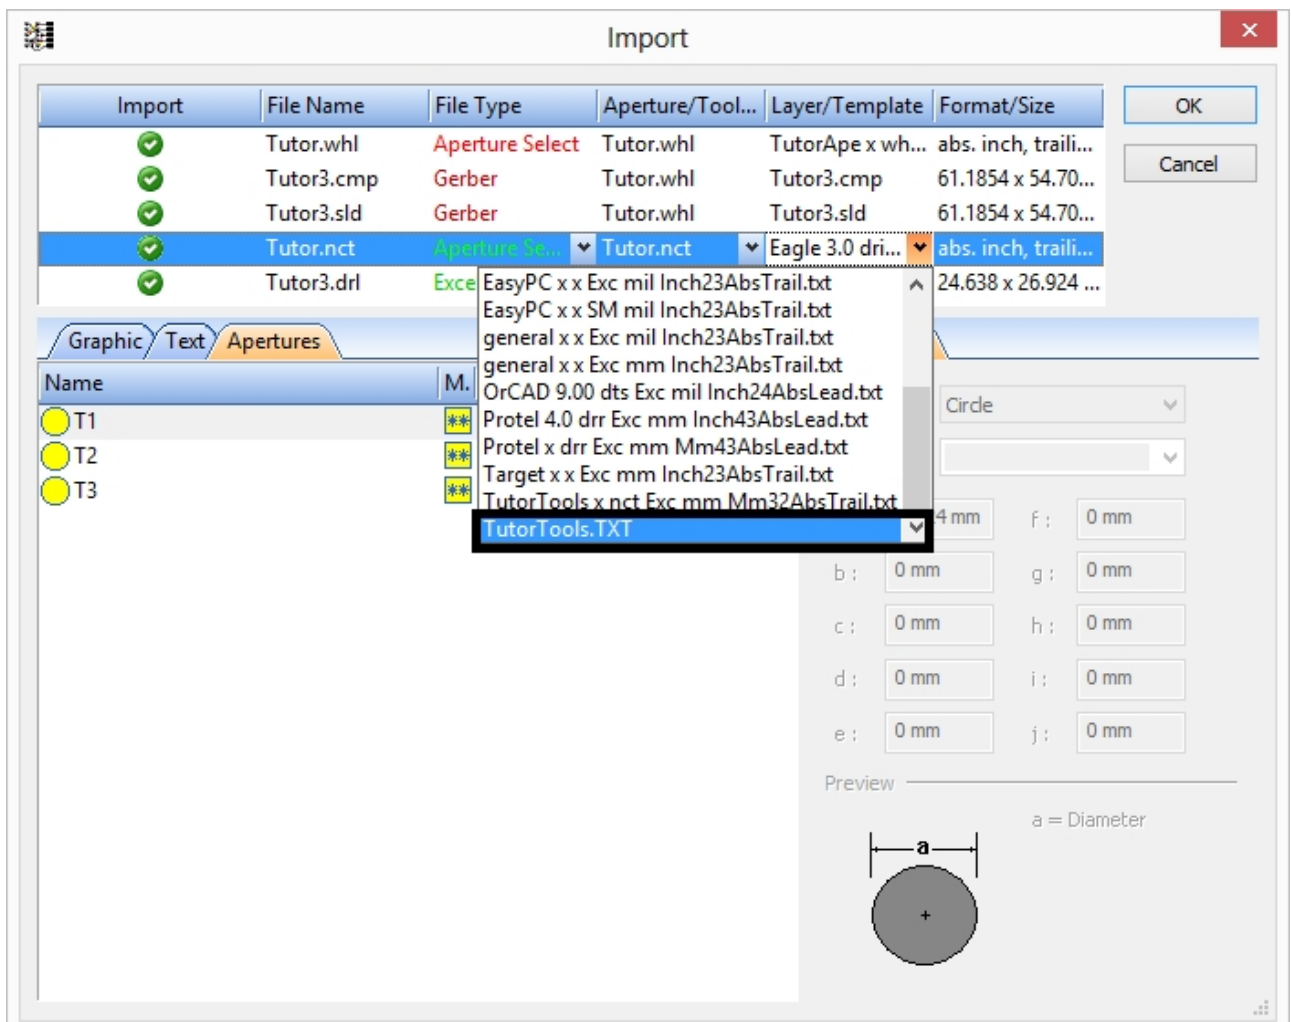 Import
Import File Name File Type Aperture/Tool... Layer/Template Format/Size
OK
Tutor.whl Aperture Select Tutor.whl TutorApe x wh... abs. inch, traili...
Cancel
Tutor3.cmp Gerber Tutor.whl Tutor3.cmp 61.1854 x 54.70...
Tutor3.sld Gerber Tutor.whl Tutor3.sld 61.1854 x 54.70...
Tutor.nct Aperture Se... Tutor.nct Eagle 3.0 dri... abs. inch, traili...
Tutor3.drl Exce 24.638 x 26.924 ...
EasyPC x x Exc mil Inch23AbsTrail.txt
EasyPC x x SM mil Inch23AbsTrail.txt
general x x Exc mil Inch23AbsTrail.txt
general x x Exc mm Inch23AbsTrail.txt
OrCAD 9.00 dts Exc mil Inch24AbsLead.txt
Protel 4.0 drr Exc mm Inch43AbsLead.txt
Protel x drr Exc mm Mm43AbsLead.txt
Target x x Exc mm Inch23AbsTrail.txt
TutorTools x nct Exc mm Mm32AbsTrail.txt
TutorTools.TXT
Graphic Text Apertures
Name M.
T1 **
T2 **
T3 **
Circle
4 mm f : 0 mm
b : 0 mm g : 0 mm
c : 0 mm h : 0 mm
d : 0 mm i : 0 mm
e : 0 mm j : 0 mm
Preview
a = Diameter
a